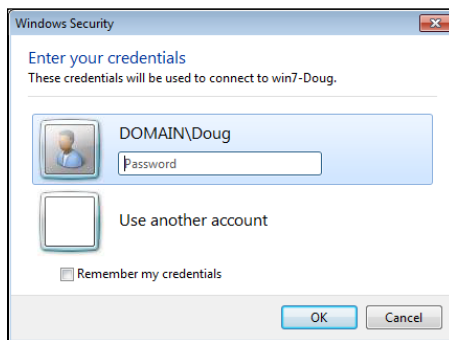 Windows Security
Enter your credentials
These credentials will be used to connect to win7-Doug.
DOMAIN\Doug
Password
Use another account
Remember my credentials
OK
Cancel